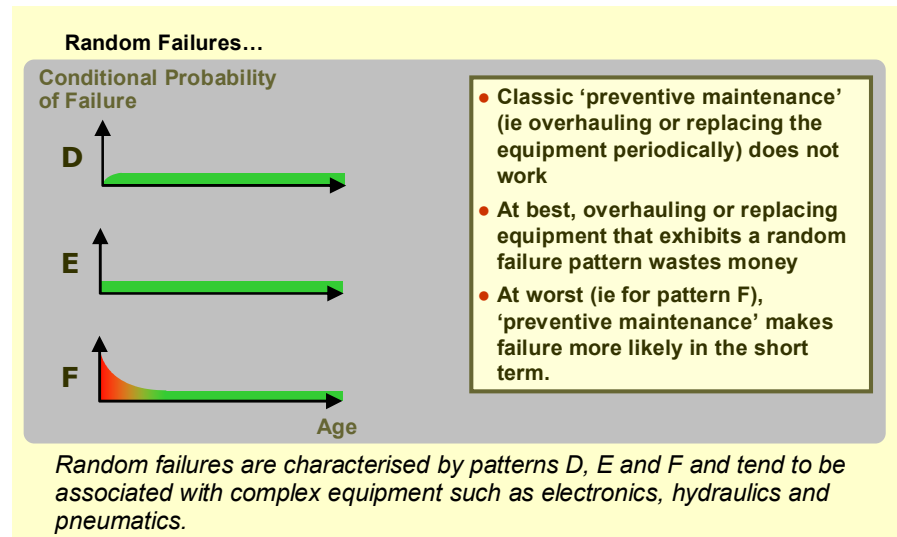 Random Failures…
Conditional Probability
of Failure
D
E
F
Age
● Classic ‘preventive maintenance’
(ie overhauling or replacing the
equipment periodically) does not
work
● At best, overhauling or replacing
equipment that exhibits a random
failure pattern wastes money
● At worst (ie for pattern F),
‘preventive maintenance’ makes
failure more likely in the short
term.
Random failures are characterised by patterns D, E and F and tend to be
associated with complex equipment such as electronics, hydraulics and
pneumatics.